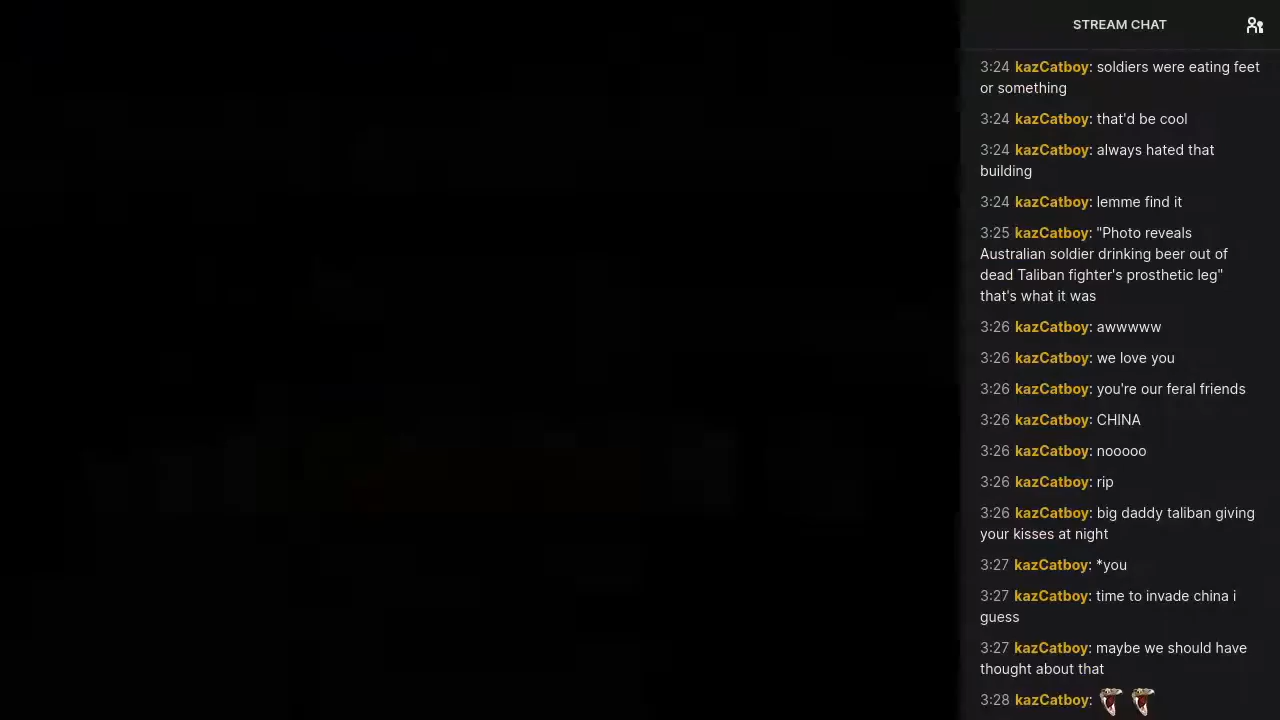 STREAM CHAT
3:24 kazCatboy: soldiers were eating feet
or something
3:24 kazCatboy: that'd be cool
3:24 kazCatboy: always hated that
building
3:24 kazCatboy: lemme find it
3:25 kazCatboy: "Photo reveals
Australian soldier drinking beer out of
dead Taliban fighter's prosthetic leg"
that's what it was
3:26 kazCatboy: awwwww
3:26 kazCatboy: we love you
3:26 kazCatboy: you're our feral friends
3:26 kazCatboy: CHINA
3:26 kazCatboy: nooooo
3:26 kazCatboy: rip
3:26 kazCatboy: big daddy taliban giving
your kisses at night
3:27 kazCatboy: *you
3:27 kazCatboy: time to invade china i
guess
3:27 kazCatboy: maybe we should have
thought about that
3:28 kazCatboy: